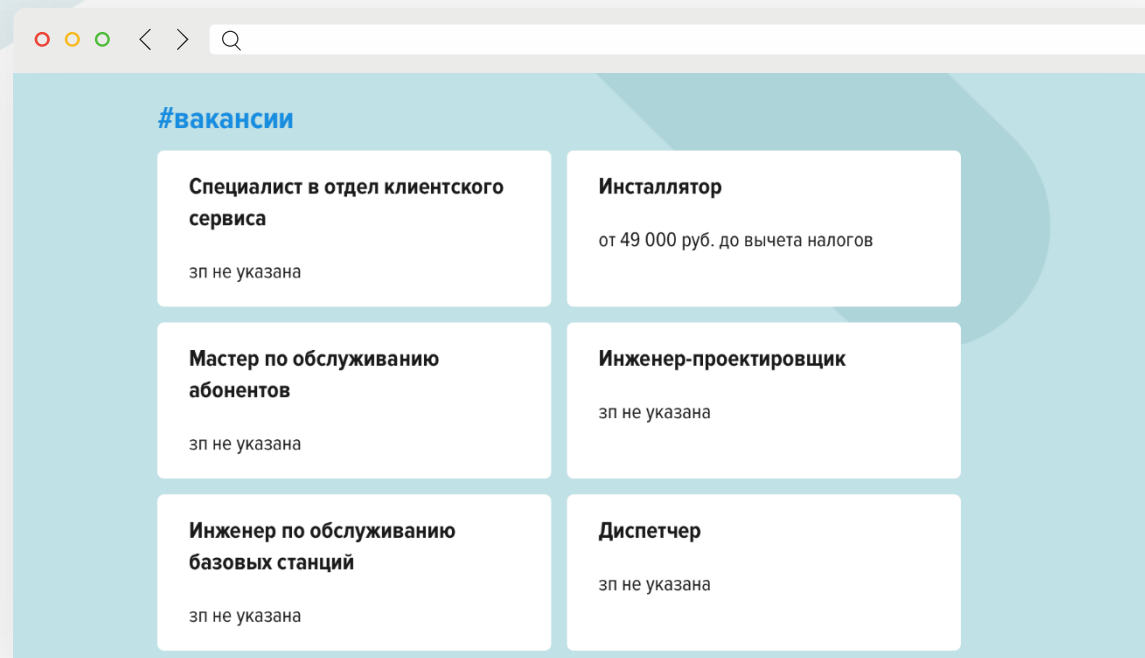 #вакансии
Специалист в отдел клиентского
сервиса
зп не указана
Инсталлятор
от 49 000 руб. до вычета налогов
Мастер по обслуживанию
абонентов
зп не указана
Инженер-проектировщик
зп не указана
Инженер по обслуживанию
базовых станций
зп не указана
Диспетчер
зп не указана